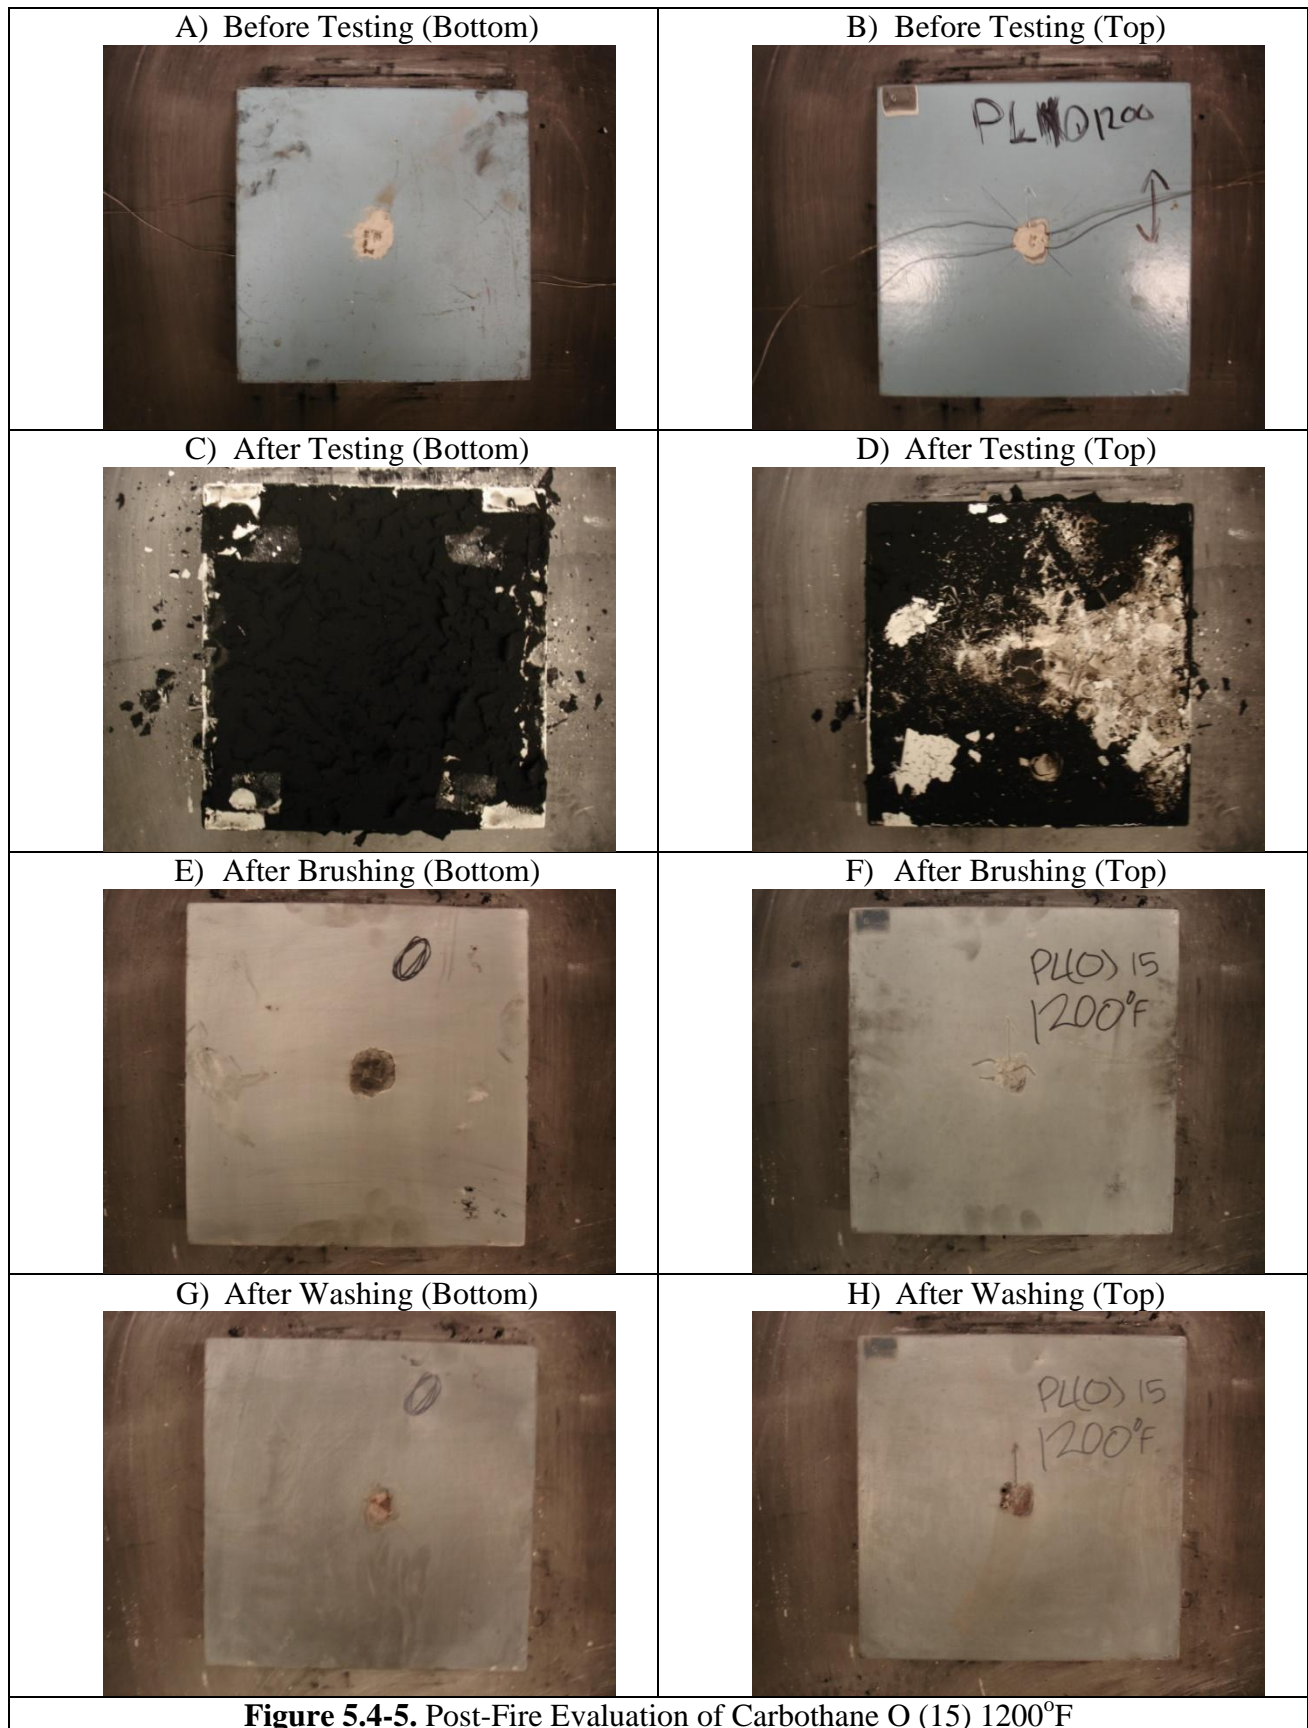 A) Before Testing (Bottom)
B) Before Testing (Top)
1200
C) After Testing (Bottom)
D) After Testing (Top)
E) After Brushing (Bottom)
F) After Brushing (Top)
PL(O) 15
1200°F
G) After Washing (Bottom)
H) After Washing (Top)
PL(O) 15
1200°F
Figure 5.4-5. Post-Fire Evaluation of Carbothane O (15) 1200°F